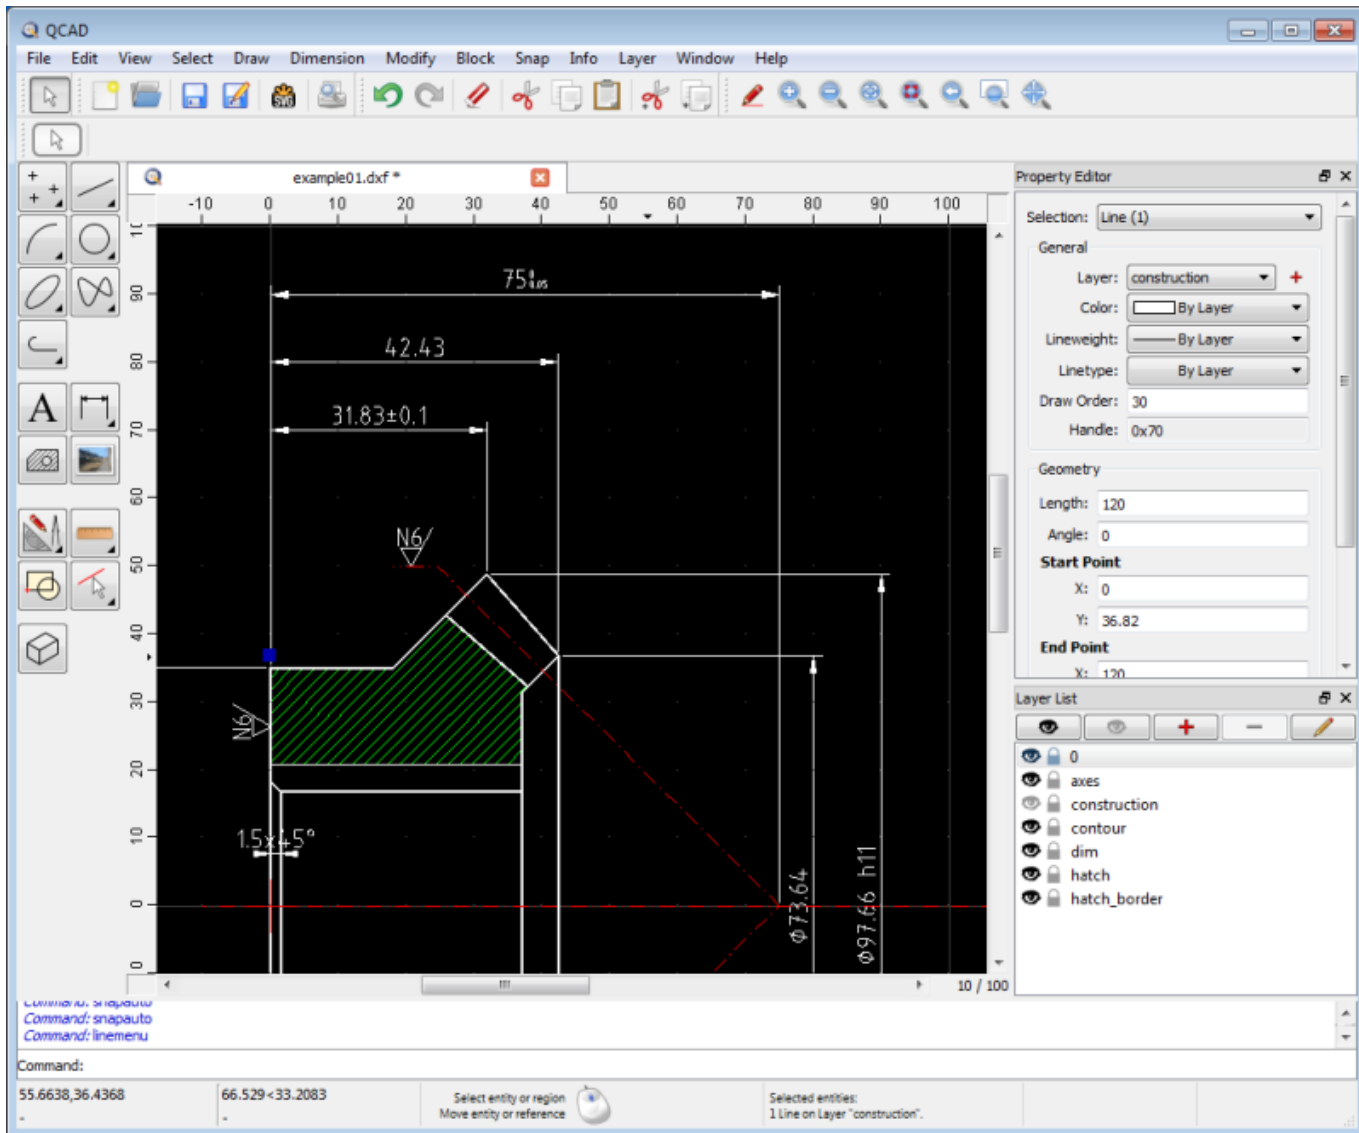 QCAD
File Edit View Select Draw Dimension Modify Block Snap Info Layer Window Help
SVG
example01.dxf *
-10 0 10 20 30 40 50 60 70 80 90 100
90
80
70
60
50
40
30
20
10
0
75
42.43
31.83±0.1
N6
N6
1.5x45°
Φ73.64
Φ97.66 h11
10 / 100
Property Editor
Selection: Line (1)
General
Layer: construction
Color: By Layer
Lineweight: By Layer
Linetype: By Layer
Draw Order: 30
Handle: 0x70
Geometry
Length: 120
Angle: 0
Start Point
X: 0
Y: 36.82
End Point
X: 120
Layer List
0
axes
construction
contour
dim
hatch
hatch_border
Command: snapauto
Command: snapauto
Command: linemenu
Command:
55.6638,36.4368
-
66.529<33.2083
-
Select entity or region
Move entity or reference
Selected entities:
1 Line on Layer "construction".